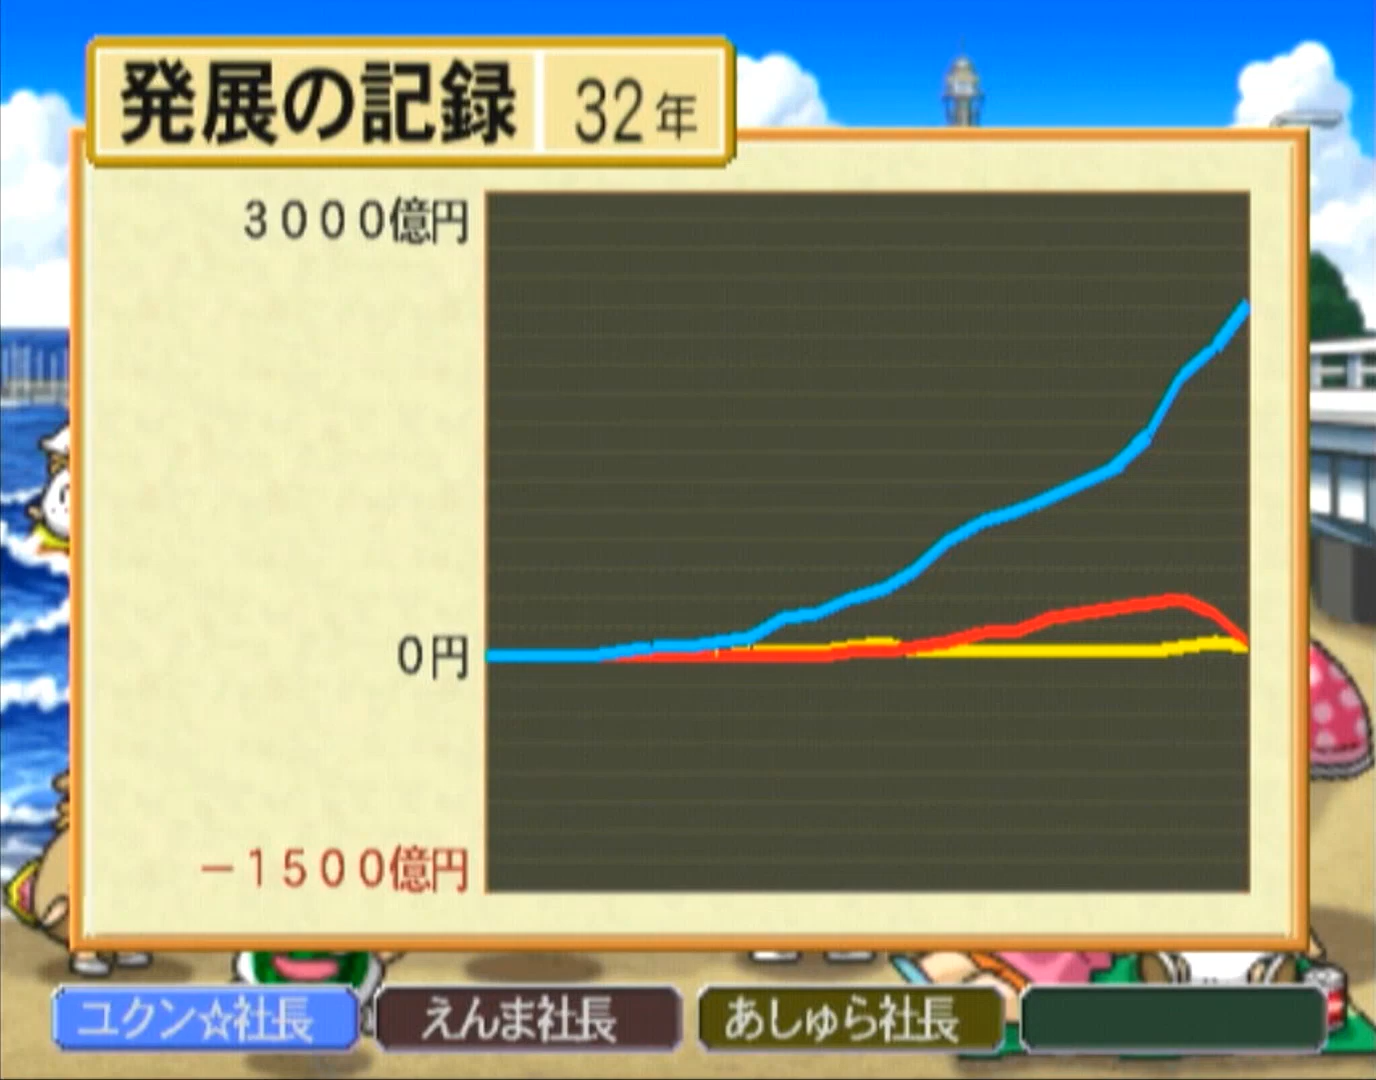 発展の記録 32年
3000億円
0円
－1500億円
ユクン☆社長 えんま社長 あしゅら社長